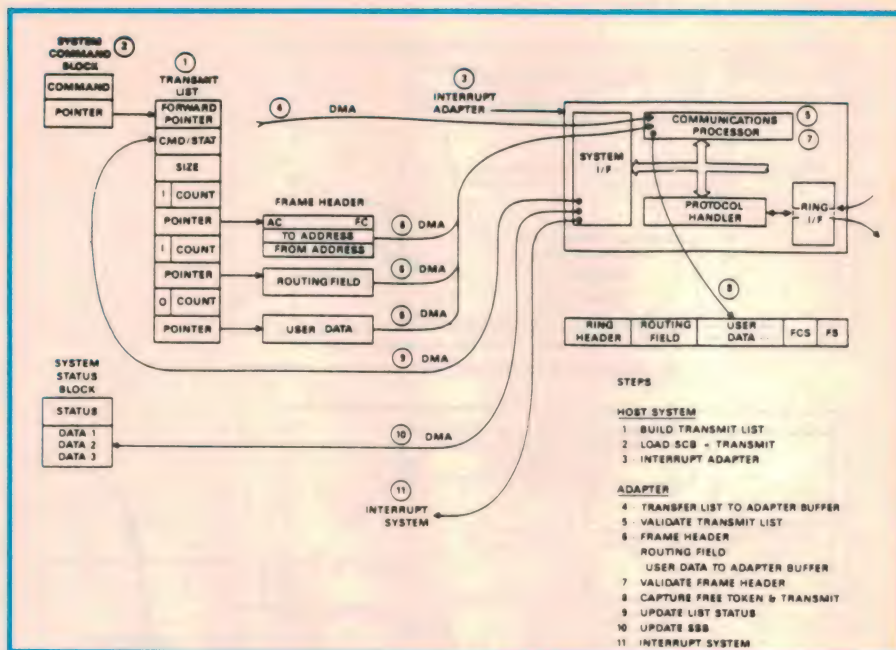 SYSTEM
COMMAND
BLOCK
2
COMMAND
POINTER
1
TRANSMIT
LIST
FORWARD
POINTER
CMD/STAT
SIZE
1 COUNT
POINTER
1 COUNT
POINTER
0 COUNT
POINTER
4 DMA
3
INTERRUPT
ADAPTER
FRAME HEADER
AC FC
TO ADDRESS
FROM ADDRESS
6 DMA
ROUTING FIELD
6 DMA
USER DATA
6 DMA
9 DMA
SYSTEM
I/F
COMMUNICATIONS
PROCESSOR
5
7
PROTOCOL
HANDLER
RING
I/F
8
RING
HEADER
ROUTING
FIELD
USER
DATA
FCS
FS
SYSTEM
STATUS
BLOCK
STATUS
DATA 1
DATA 2
DATA 3
10 DMA
11
INTERRUPT
SYSTEM
STEPS
HOST SYSTEM
1 BUILD TRANSMIT LIST
2 LOAD SCB - TRANSMIT
3 INTERRUPT ADAPTER
ADAPTER
4 TRANSFER LIST TO ADAPTER BUFFER
5 VALIDATE TRANSMIT LIST
6 FRAME HEADER
ROUTING FIELD
USER DATA TO ADAPTER BUFFER
7 VALIDATE FRAME HEADER
8 CAPTURE FREE TOKEN & TRANSMIT
9 UPDATE LIST STATUS
10 UPDATE SSB
11 INTERRUPT SYSTEM